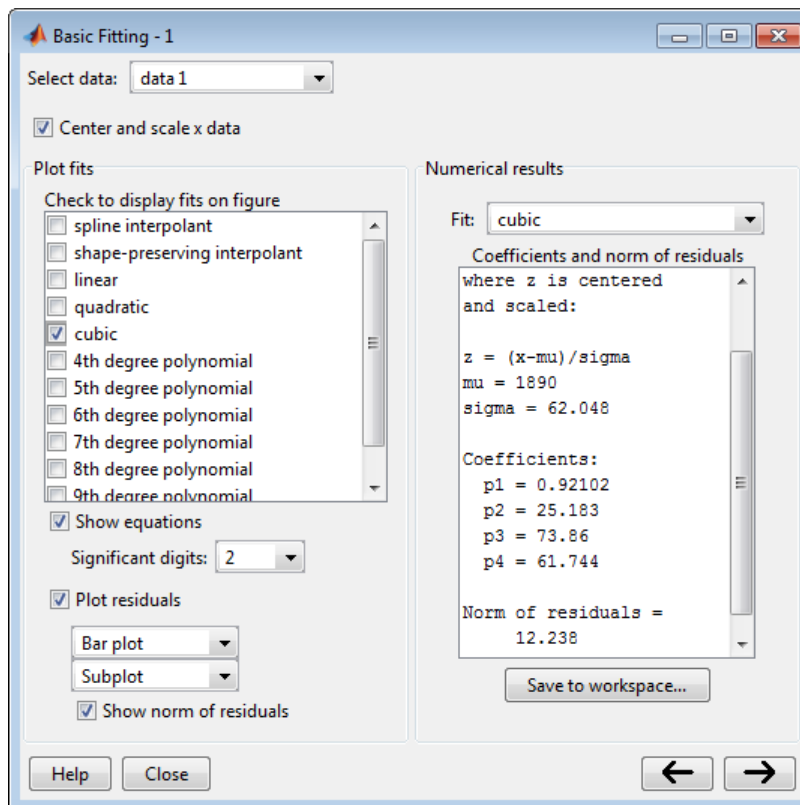 Basic Fitting - 1
Select data: data 1
Center and scale x data
Plot fits
Check to display fits on figure
spline interpolant
shape-preserving interpolant
linear
quadratic
cubic
4th degree polynomial
5th degree polynomial
6th degree polynomial
7th degree polynomial
8th degree polynomial
9th degree polynomial
Show equations
Significant digits: 2
Plot residuals
Bar plot
Subplot
Show norm of residuals
Numerical results
Fit: cubic
Coefficients and norm of residuals
where z is centered
and scaled:
z = (x-mu)/sigma
mu = 1890
sigma = 62.048
Coefficients:
p1 = 0.92102
p2 = 25.183
p3 = 73.86
p4 = 61.744
Norm of residuals =
12.238
Save to workspace...
Help
Close